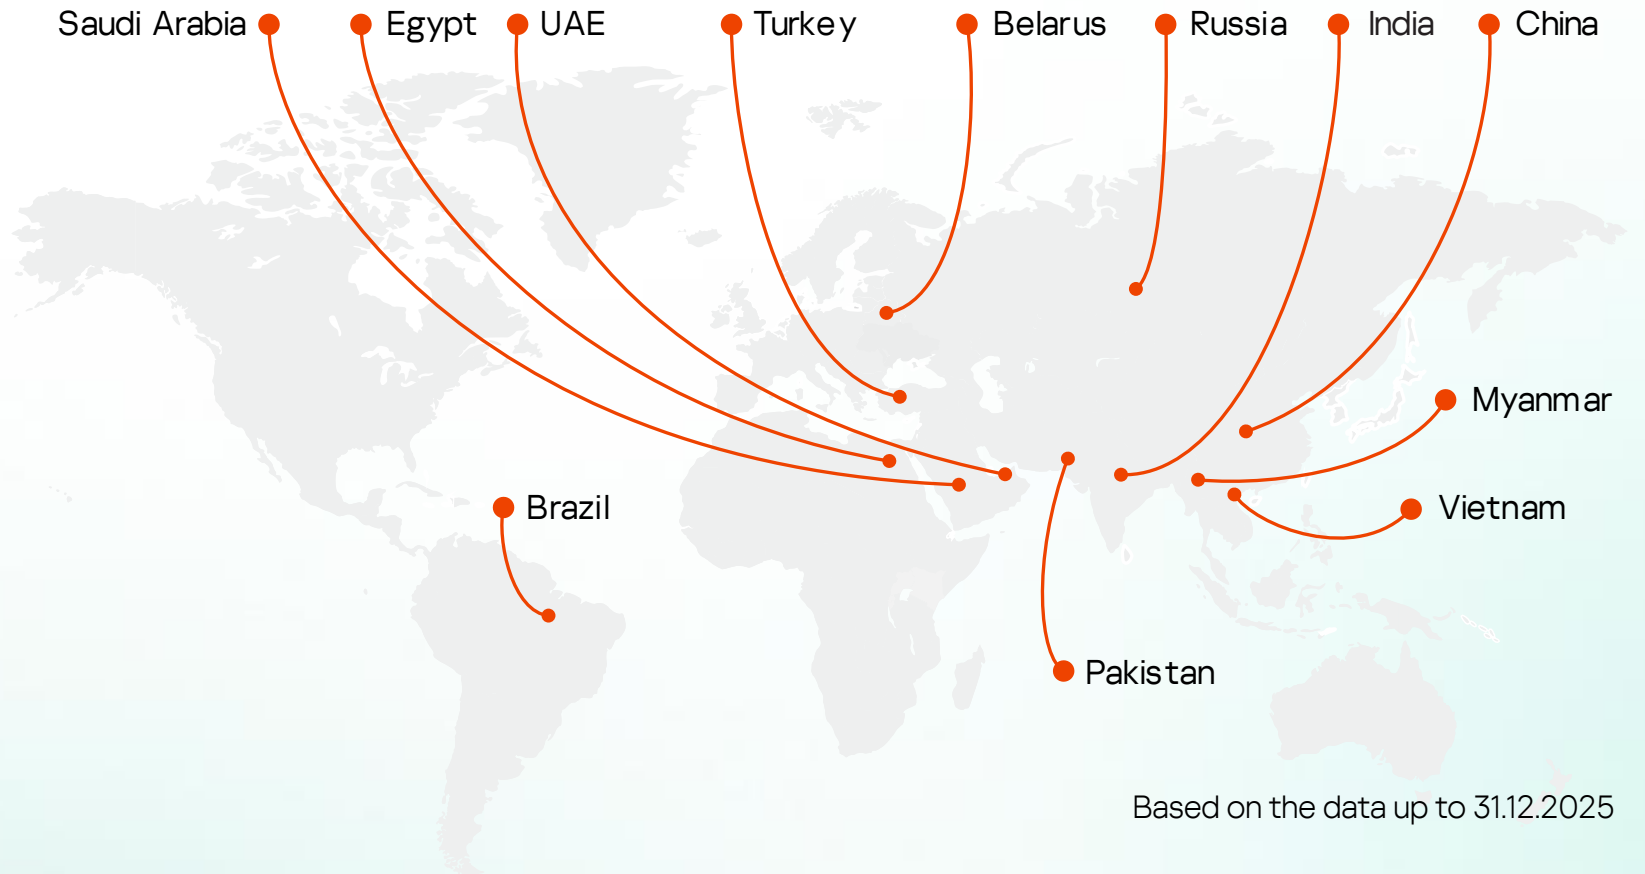 Saudi Arabia
Egypt
UAE
Turkey
Belarus
Russia
India
China
Myanmar
Brazil
Vietnam
Pakistan
Based on the data up to 31.12.2025